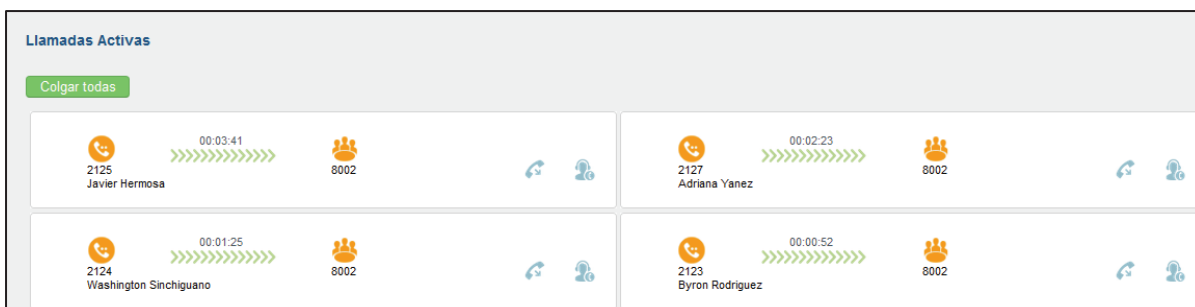 Llamadas Activas
Colgar todas
00:03:41
2125
Javier Hermosa
8002
00:02:23
2127
Adriana Yanez
8002
00:01:25
2124
Washington Sinchiguano
8002
00:00:52
2123
Byron Rodriguez
8002